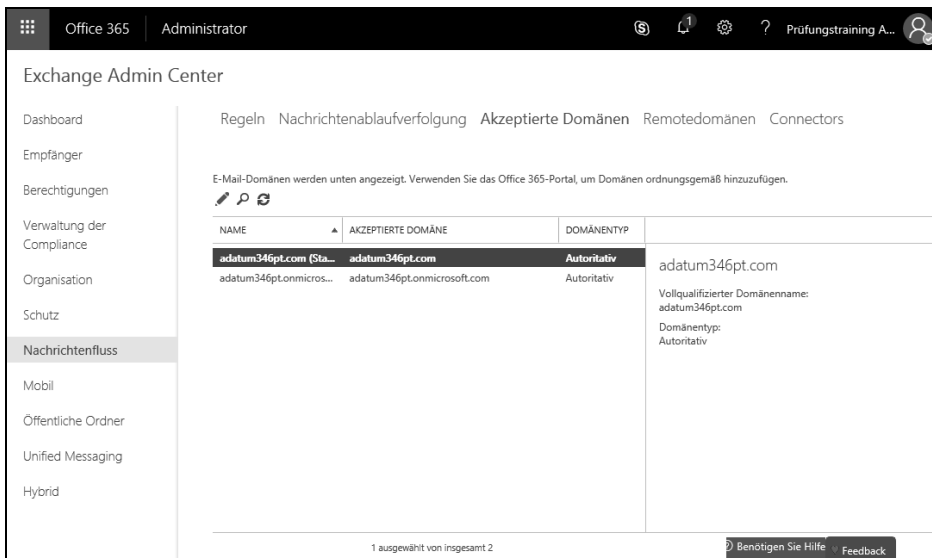 Office 365 Administrator 1 ? Prüfungstraining A...
Exchange Admin Center
Dashboard
Empfänger
Berechtigungen
Verwaltung der
Compliance
Organisation
Schutz
Nachrichtenfluss
Mobil
Öffentliche Ordner
Unified Messaging
Hybrid
Regeln Nachrichtenablaufverfolgung Akzeptierte Domänen Remotedomänen Connectors
E-Mail-Domänen werden unten angezeigt. Verwenden Sie das Office 365-Portal, um Domänen ordnungsgemäß hinzuzufügen.
NAME AKZEPTIERTE DOMÄNE DOMÄNENTYP
adatum346pt.com (Sta... adatum346pt.com Autoritativ
adatum346pt.onmicros... adatum346pt.onmicrosoft.com Autoritativ
adatum346pt.com
Vollqualifizierter Domänenname:
adatum346pt.com
Domänentyp:
Autoritativ
1 ausgewählt von insgesamt 2
Benötigen Sie Hilfe Feedback